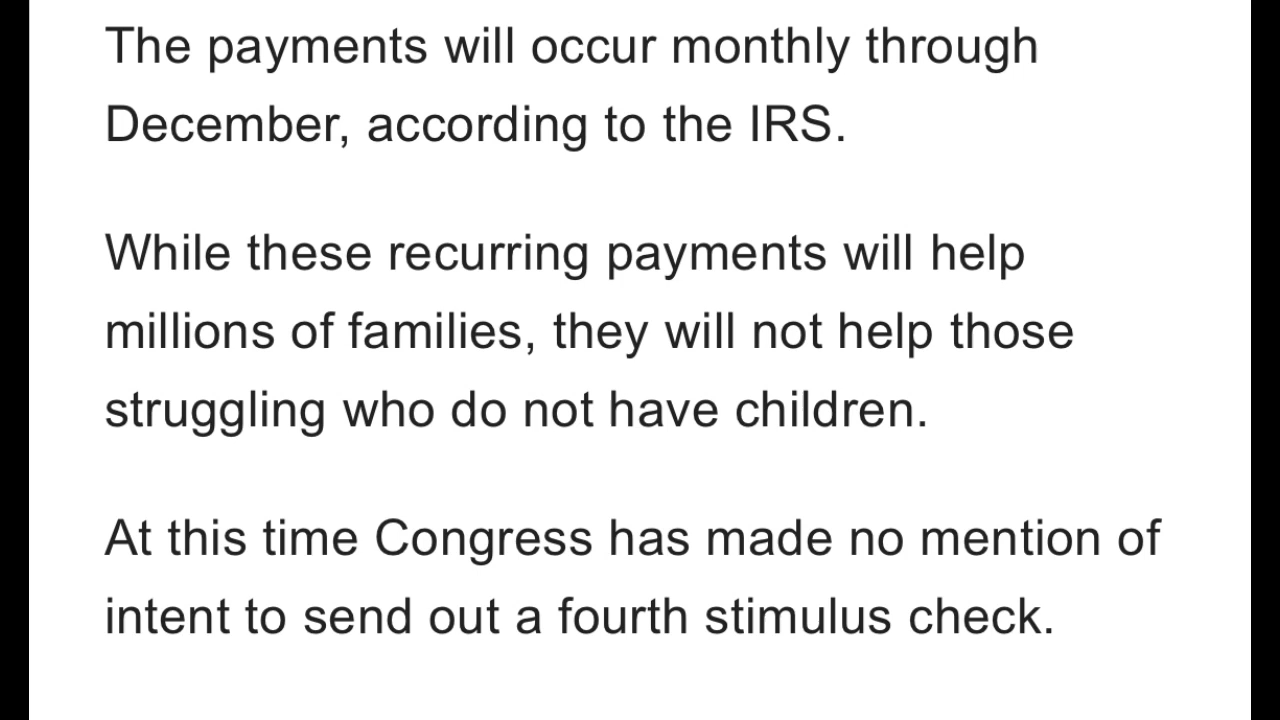 The payments will occur monthly through
December, according to the IRS.
While these recurring payments will help
millions of families, they will not help those
struggling who do not have children.
At this time Congress has made no mention of
intent to send out a fourth stimulus check.